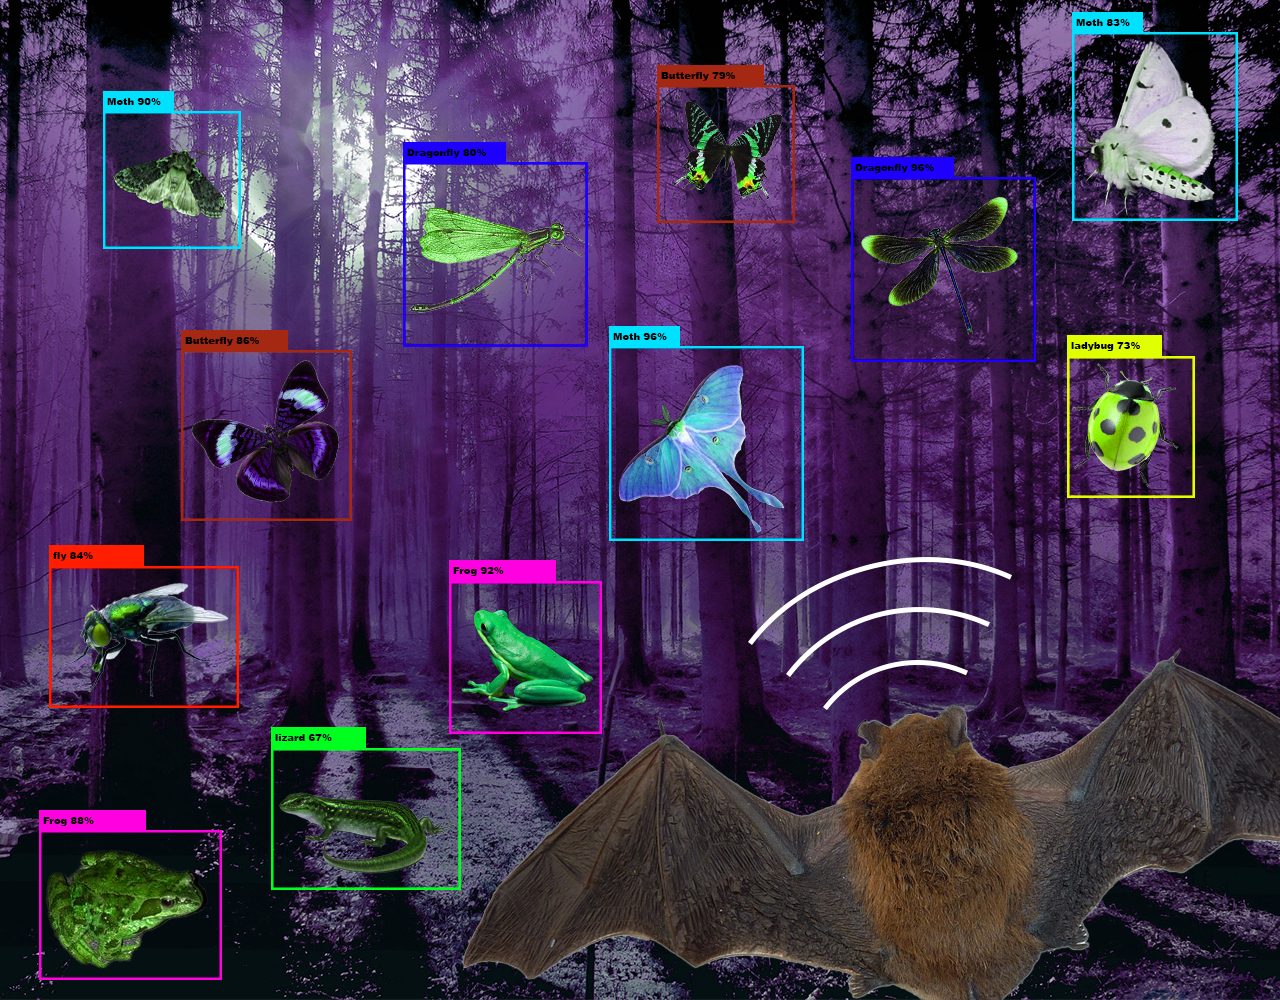 Moth 83%
Butterfly 79%
Moth 90%
Dragonfly 80%
Dragonfly 96%
Butterfly 86%
Moth 96%
ladybug 73%
fly 84%
Frog 92%
lizard 67%
Frog 88%